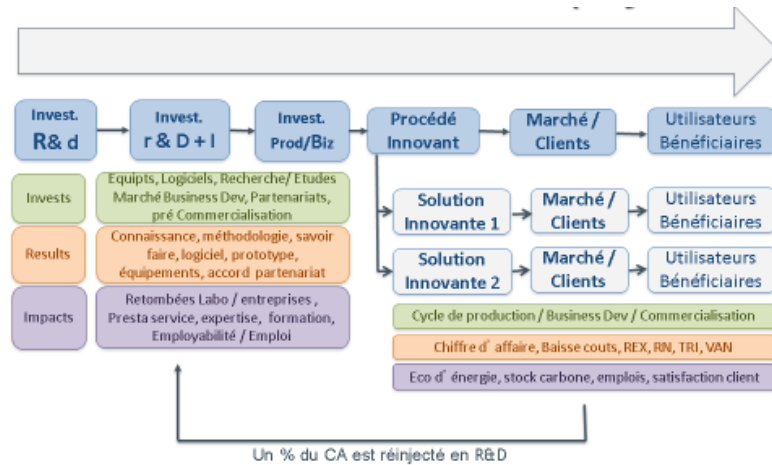 Invest.
R& d
Invest.
r & D + I
Invest.
Prod/Biz
Procédé
Innovant
Marché /
Clients
Utilisateurs
Bénéficiaires
Invests
Equipts, Logiciels, Recherche/ Etudes
Marché Business Dev, Partenariats,
pré Commercialisation
Solution
Innovante 1
Marché /
Clients
Utilisateurs
Bénéficiaires
Results
Connaissance, méthodologie, savoir
faire, logiciel, prototype,
équipements, accord partenariat
Solution
Innovante 2
Marché /
Clients
Utilisateurs
Bénéficiaires
Impacts
Retombées Labo / entreprises ,
Presta service, expertise, formation,
Employabilité / Emploi
Cycle de production / Business Dev / Commercialisation
Chiffre d' affaire, Baisse couts, REX, RN, TRI, VAN
Eco d' énergie, stock carbone, emplois, satisfaction client
Un % du CA est réinjecté en R&D